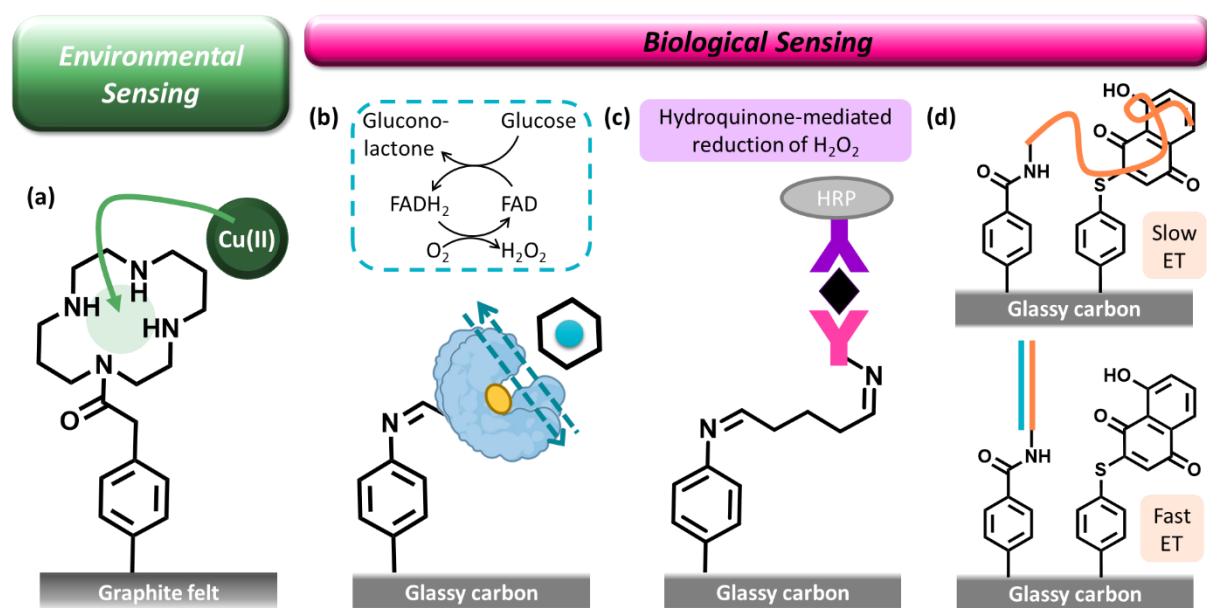 Environmental
Sensing
Biological Sensing
(a)
Cu(II)
N
H
NH
HN
N
O
Graphite felt
(b)
Glucono-
lactone
Glucose
FADH₂
FAD
O₂
H₂O₂
N
Glassy carbon
(c)
Hydroquinone-mediated
reduction of H₂O₂
HRP
N
N
Glassy carbon
(d)
HO
O
O
NH
S
O
Slow
ET
Glassy carbon
HO
O
O
NH
S
O
Fast
ET
Glassy carbon